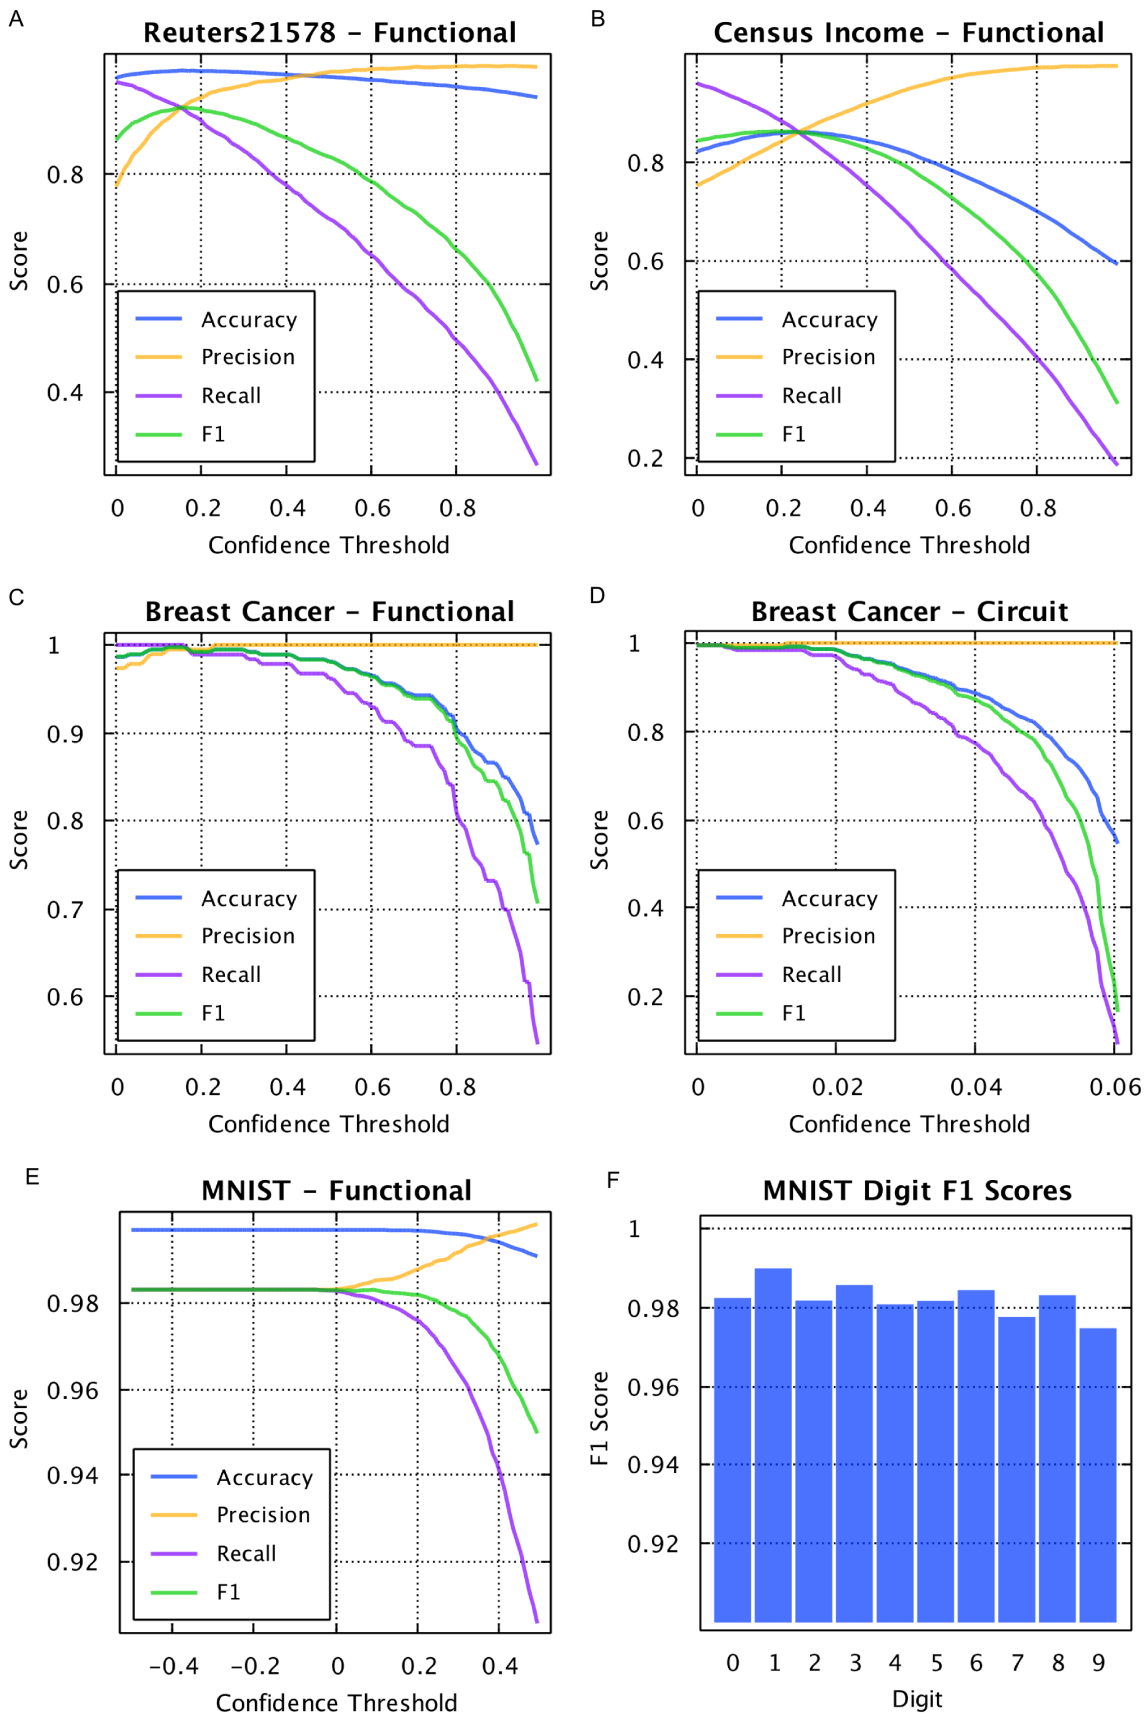 A
Reuters21578 – Functional
0.8
0.6
0.4
Score
Accuracy
Precision
Recall
F1
0 0.2 0.4 0.6 0.8
Confidence Threshold
B
Census Income – Functional
0.8
0.6
0.4
0.2
Score
Accuracy
Precision
Recall
F1
0 0.2 0.4 0.6 0.8
Confidence Threshold
C
Breast Cancer – Functional
1
0.9
0.8
0.7
0.6
Score
Accuracy
Precision
Recall
F1
0 0.2 0.4 0.6 0.8
Confidence Threshold
D
Breast Cancer – Circuit
1
0.8
0.6
0.4
0.2
Score
Accuracy
Precision
Recall
F1
0 0.02 0.04 0.06
Confidence Threshold
E
MNIST – Functional
0.98
0.96
0.94
0.92
Score
Accuracy
Precision
Recall
F1
−0.4 −0.2 0 0.2 0.4
Confidence Threshold
F
MNIST Digit F1 Scores
1
0.98
0.96
0.94
0.92
F1 Score
0 1 2 3 4 5 6 7 8 9
Digit